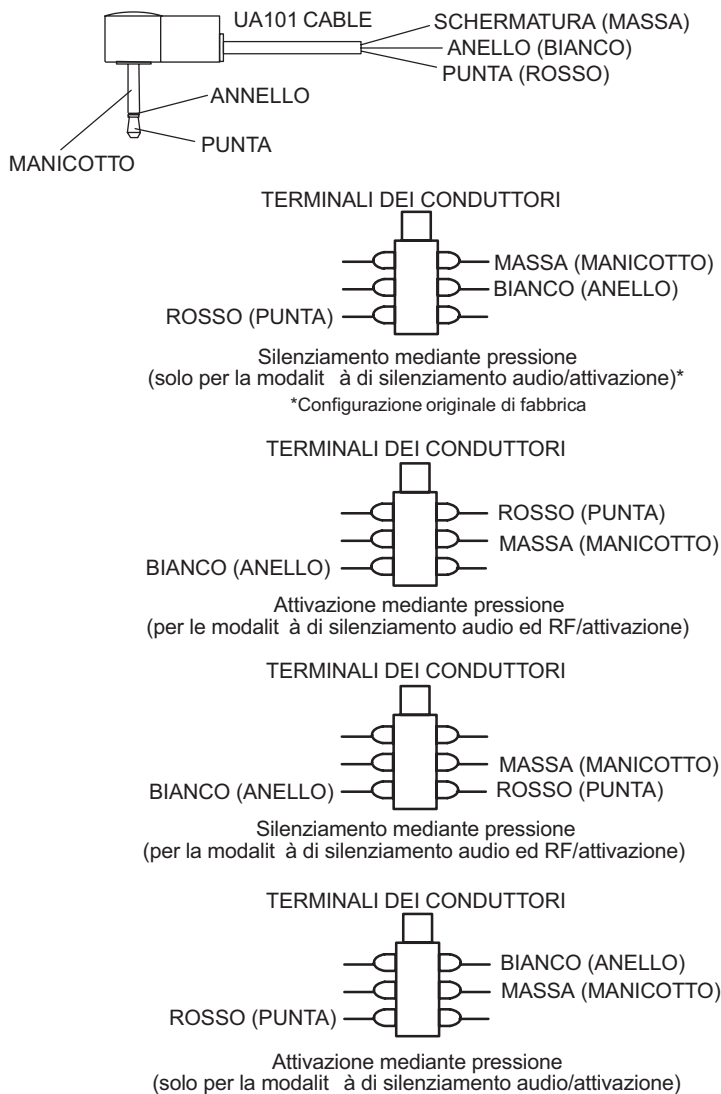 UA101 CABLE
SCHERMATURA (MASSA)
ANELLO (BIANCO)
PUNTA (ROSSO)
ANNELLO
PUNTA
MANICOTTO
TERMINALI DEI CONDUTTORI
MASSA (MANICOTTO)
BIANCO (ANELLO)
ROSSO (PUNTA)
Silenziamento mediante pressione
(solo per la modalit à di silenziamento audio/attivazione)*
*Configurazione originale di fabbrica
TERMINALI DEI CONDUTTORI
ROSSO (PUNTA)
MASSA (MANICOTTO)
BIANCO (ANELLO)
Attivazione mediante pressione
(per le modalit à di silenziamento audio ed RF/attivazione)
TERMINALI DEI CONDUTTORI
MASSA (MANICOTTO)
BIANCO (ANELLO)
ROSSO (PUNTA)
Silenziamento mediante pressione
(per la modalit à di silenziamento audio ed RF/attivazione)
TERMINALI DEI CONDUTTORI
BIANCO (ANELLO)
MASSA (MANICOTTO)
ROSSO (PUNTA)
Attivazione mediante pressione
(solo per la modalit à di silenziamento audio/attivazione)